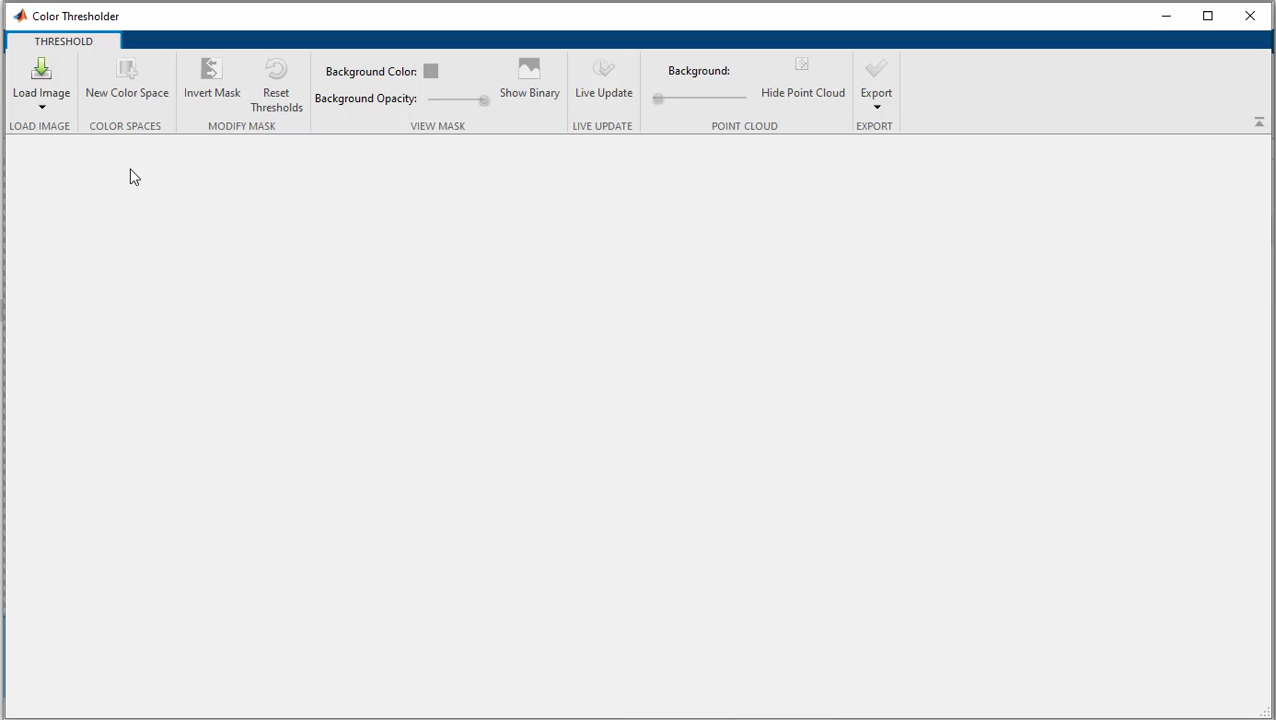 Color Thresholder
THRESHOLD
Load Image
New Color Space
Invert Mask
Reset
Thresholds
Background Color:
Background Opacity:
Show Binary
Live Update
Background:
Hide Point Cloud
Export
LOAD IMAGE
COLOR SPACES
MODIFY MASK
VIEW MASK
LIVE UPDATE
POINT CLOUD
EXPORT